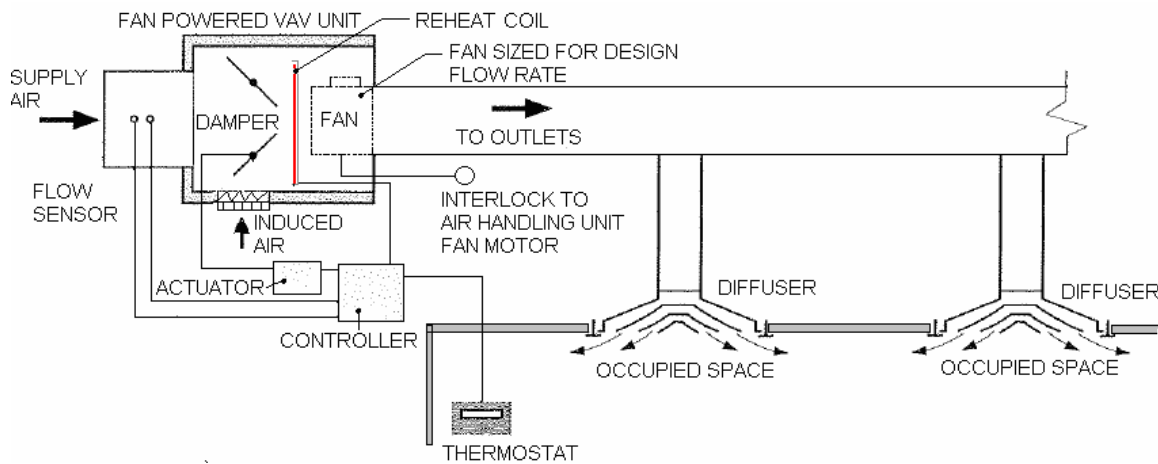 FAN POWERED VAV UNIT
REHEAT COIL
FAN SIZED FOR DESIGN
FLOW RATE
SUPPLY
AIR
DAMPER
FAN
TO OUTLETS
FLOW
SENSOR
INDUCED
AIR
INTERLOCK TO
AIR HANDLING UNIT
FAN MOTOR
ACTUATOR
CONTROLLER
DIFFUSER
DIFFUSER
OCCUPIED SPACE
OCCUPIED SPACE
THERMOSTAT